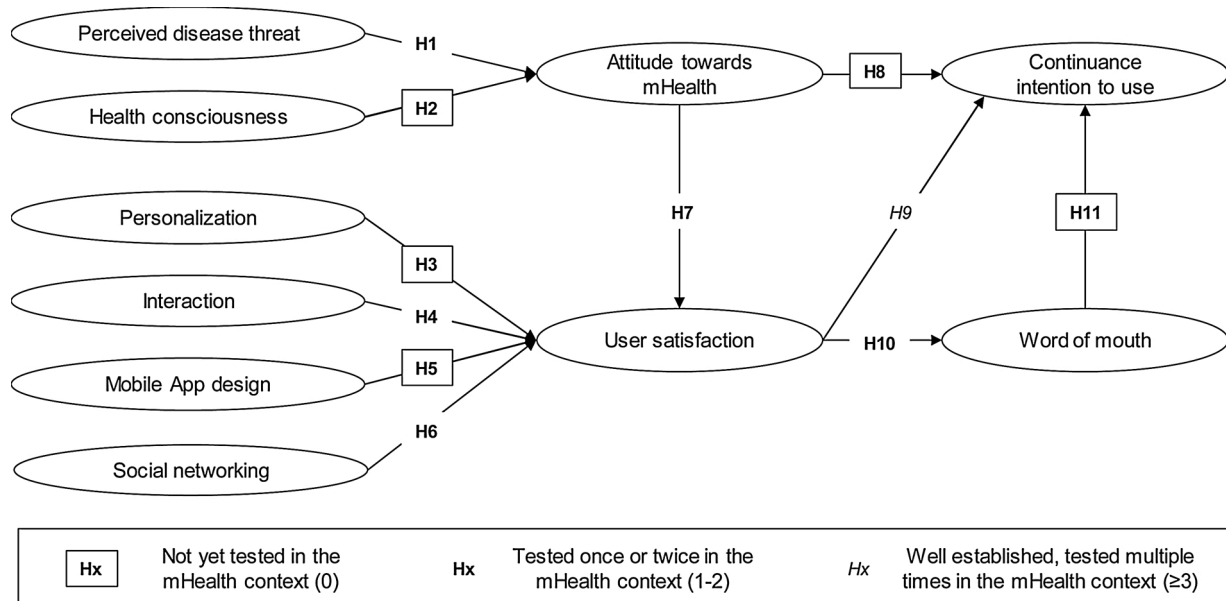 Perceived disease threat
H1
Health consciousness
H2
Attitude towards
mHealth
H8
Continuance
intention to use
Personalization
H3
Interaction
H4
Mobile App design
H5
Social networking
H6
H7
H9
H11
User satisfaction
H10
Word of mouth
Hx
Not yet tested in the
mHealth context (0)
Hx
Tested once or twice in the
mHealth context (1-2)
Hx
Well established, tested multiple
times in the mHealth context (≥3)